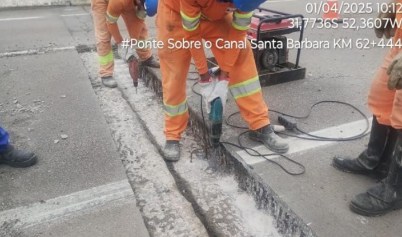 01/04/2025 10:12
31,7736S 52,3607W
#Ponte Sobre o Canal Santa Barbara KM 62+444